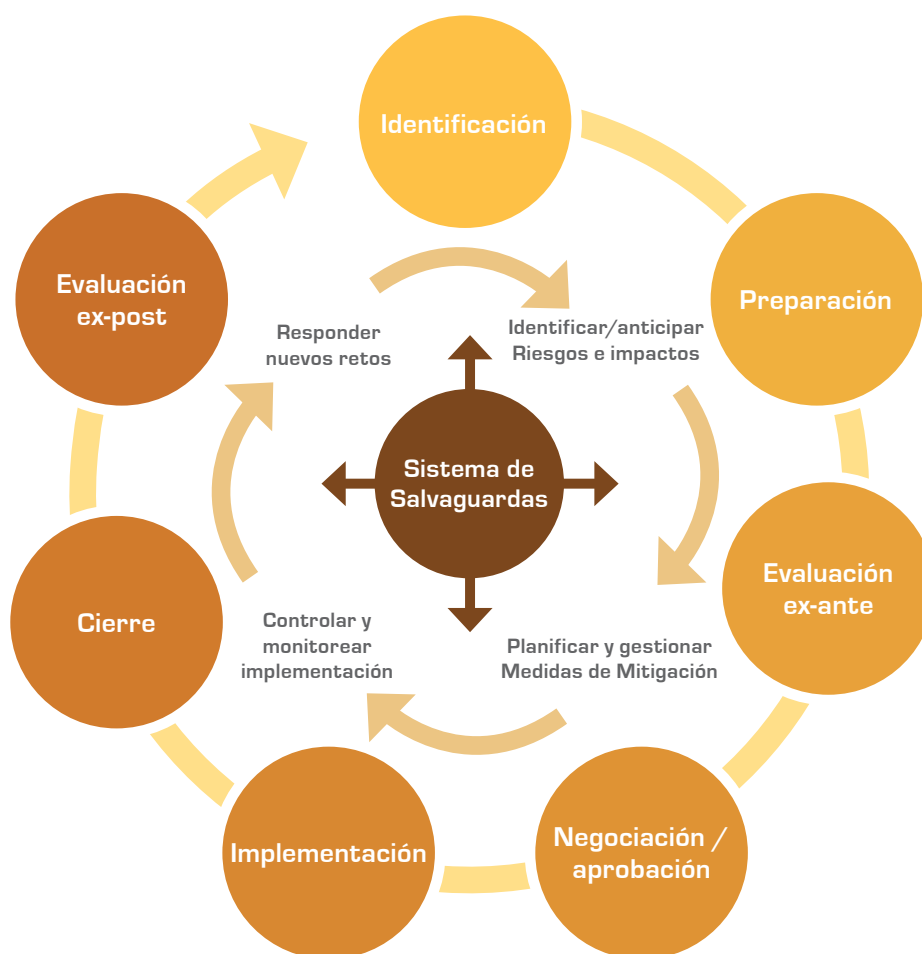 Identificación
Preparación
Evaluación
ex-ante
Negociación /
aprobación
Implementación
Cierre
Evaluación
ex-post
Identificar/anticipar
Riesgos e impactos
Planificar y gestionar
Medidas de Mitigación
Controlar y
monitorear
implementación
Responder
nuevos retos
Sistema de
Salvaguardas